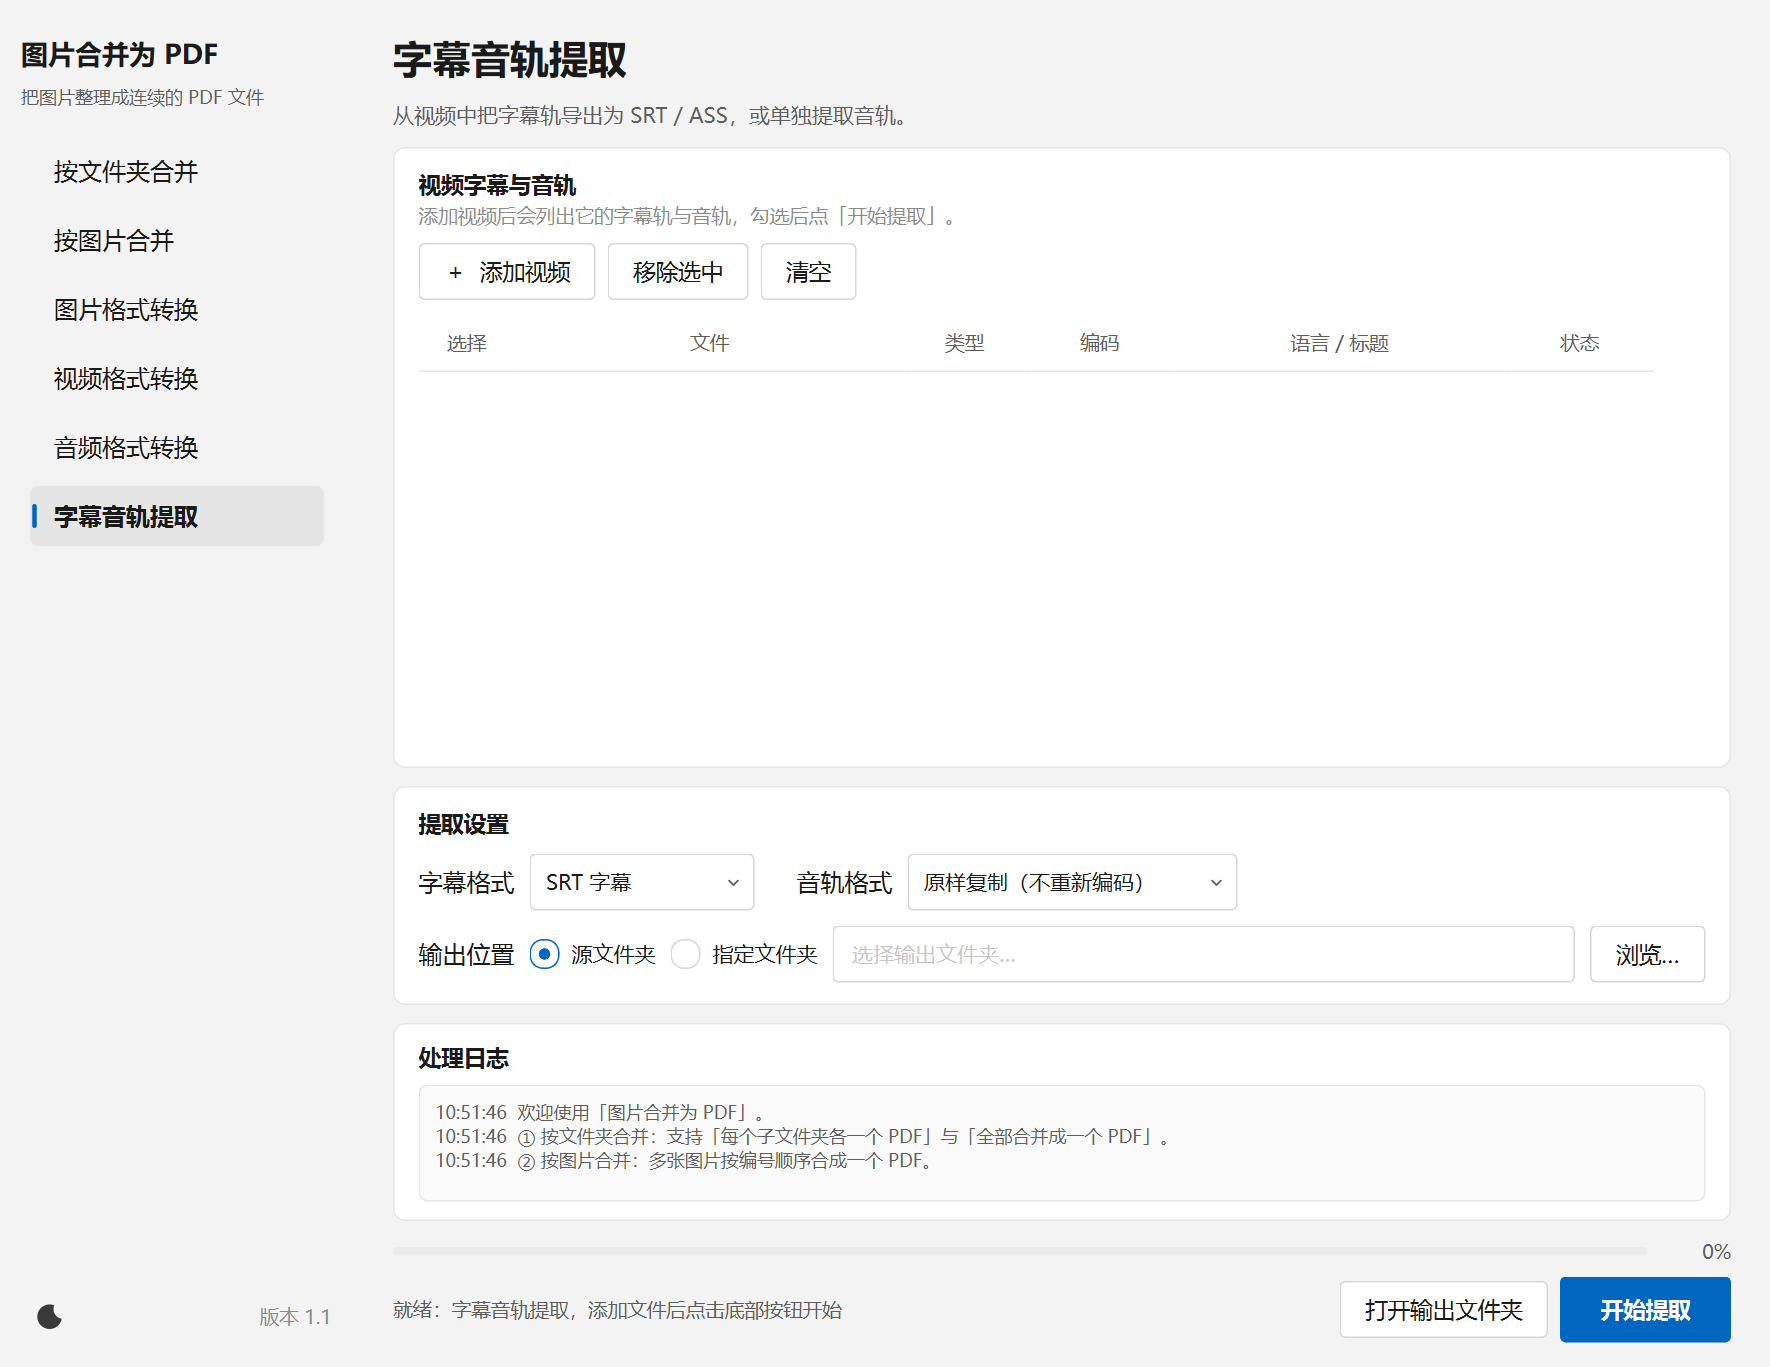 图片合并为 PDF
把图片整理成连续的 PDF 文件
按文件夹合并
按图片合并
图片格式转换
视频格式转换
音频格式转换
字幕音轨提取
版本 1.1
字幕音轨提取
从视频中把字幕轨导出为 SRT / ASS，或单独提取音轨。
视频字幕与音轨
添加视频后会列出它的字幕轨与音轨，勾选后点「开始提取」。
+ 添加视频 移除选中 清空
选择 文件 类型 编码 语言 / 标题 状态
提取设置
字幕格式 SRT 字幕 音轨格式 原样复制（不重新编码）
输出位置 源文件夹 指定文件夹 选择输出文件夹... 浏览...
处理日志
10:51:46 欢迎使用「图片合并为 PDF」。
10:51:46 ① 按文件夹合并：支持「每个子文件夹各一个 PDF」与「全部合并成一个 PDF」。
10:51:46 ② 按图片合并：多张图片按编号顺序合成一个 PDF。
0%
就绪：字幕音轨提取，添加文件后点击底部按钮开始
打开输出文件夹 开始提取